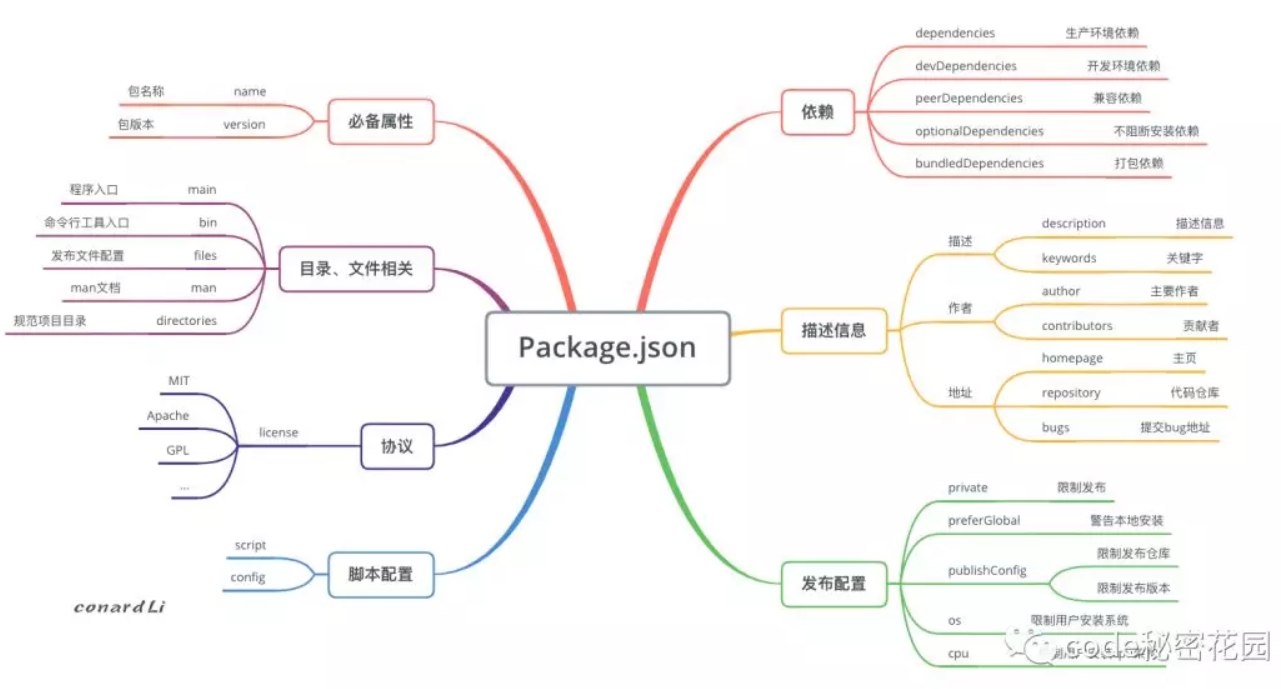 Package.json
必备属性
包名称 name
包版本 version
目录、文件相关
程序入口 main
命令行工具入口 bin
发布文件配置 files
man文档 man
规范项目目录 directories
协议
license
MIT
Apache
GPL
...
脚本配置
script
config
依赖
dependencies 生产环境依赖
devDependencies 开发环境依赖
peerDependencies 兼容依赖
optionalDependencies 不阻断安装依赖
bundledDependencies 打包依赖
描述信息
描述
description 描述信息
keywords 关键字
作者
author 主要作者
contributors 贡献者
地址
homepage 主页
repository 代码仓库
bugs 提交bug地址
发布配置
private 限制发布
preferGlobal 警告本地安装
publishConfig
限制发布仓库
限制发布版本
os 限制用户安装系统
cpu
conard Li
code秘密花园